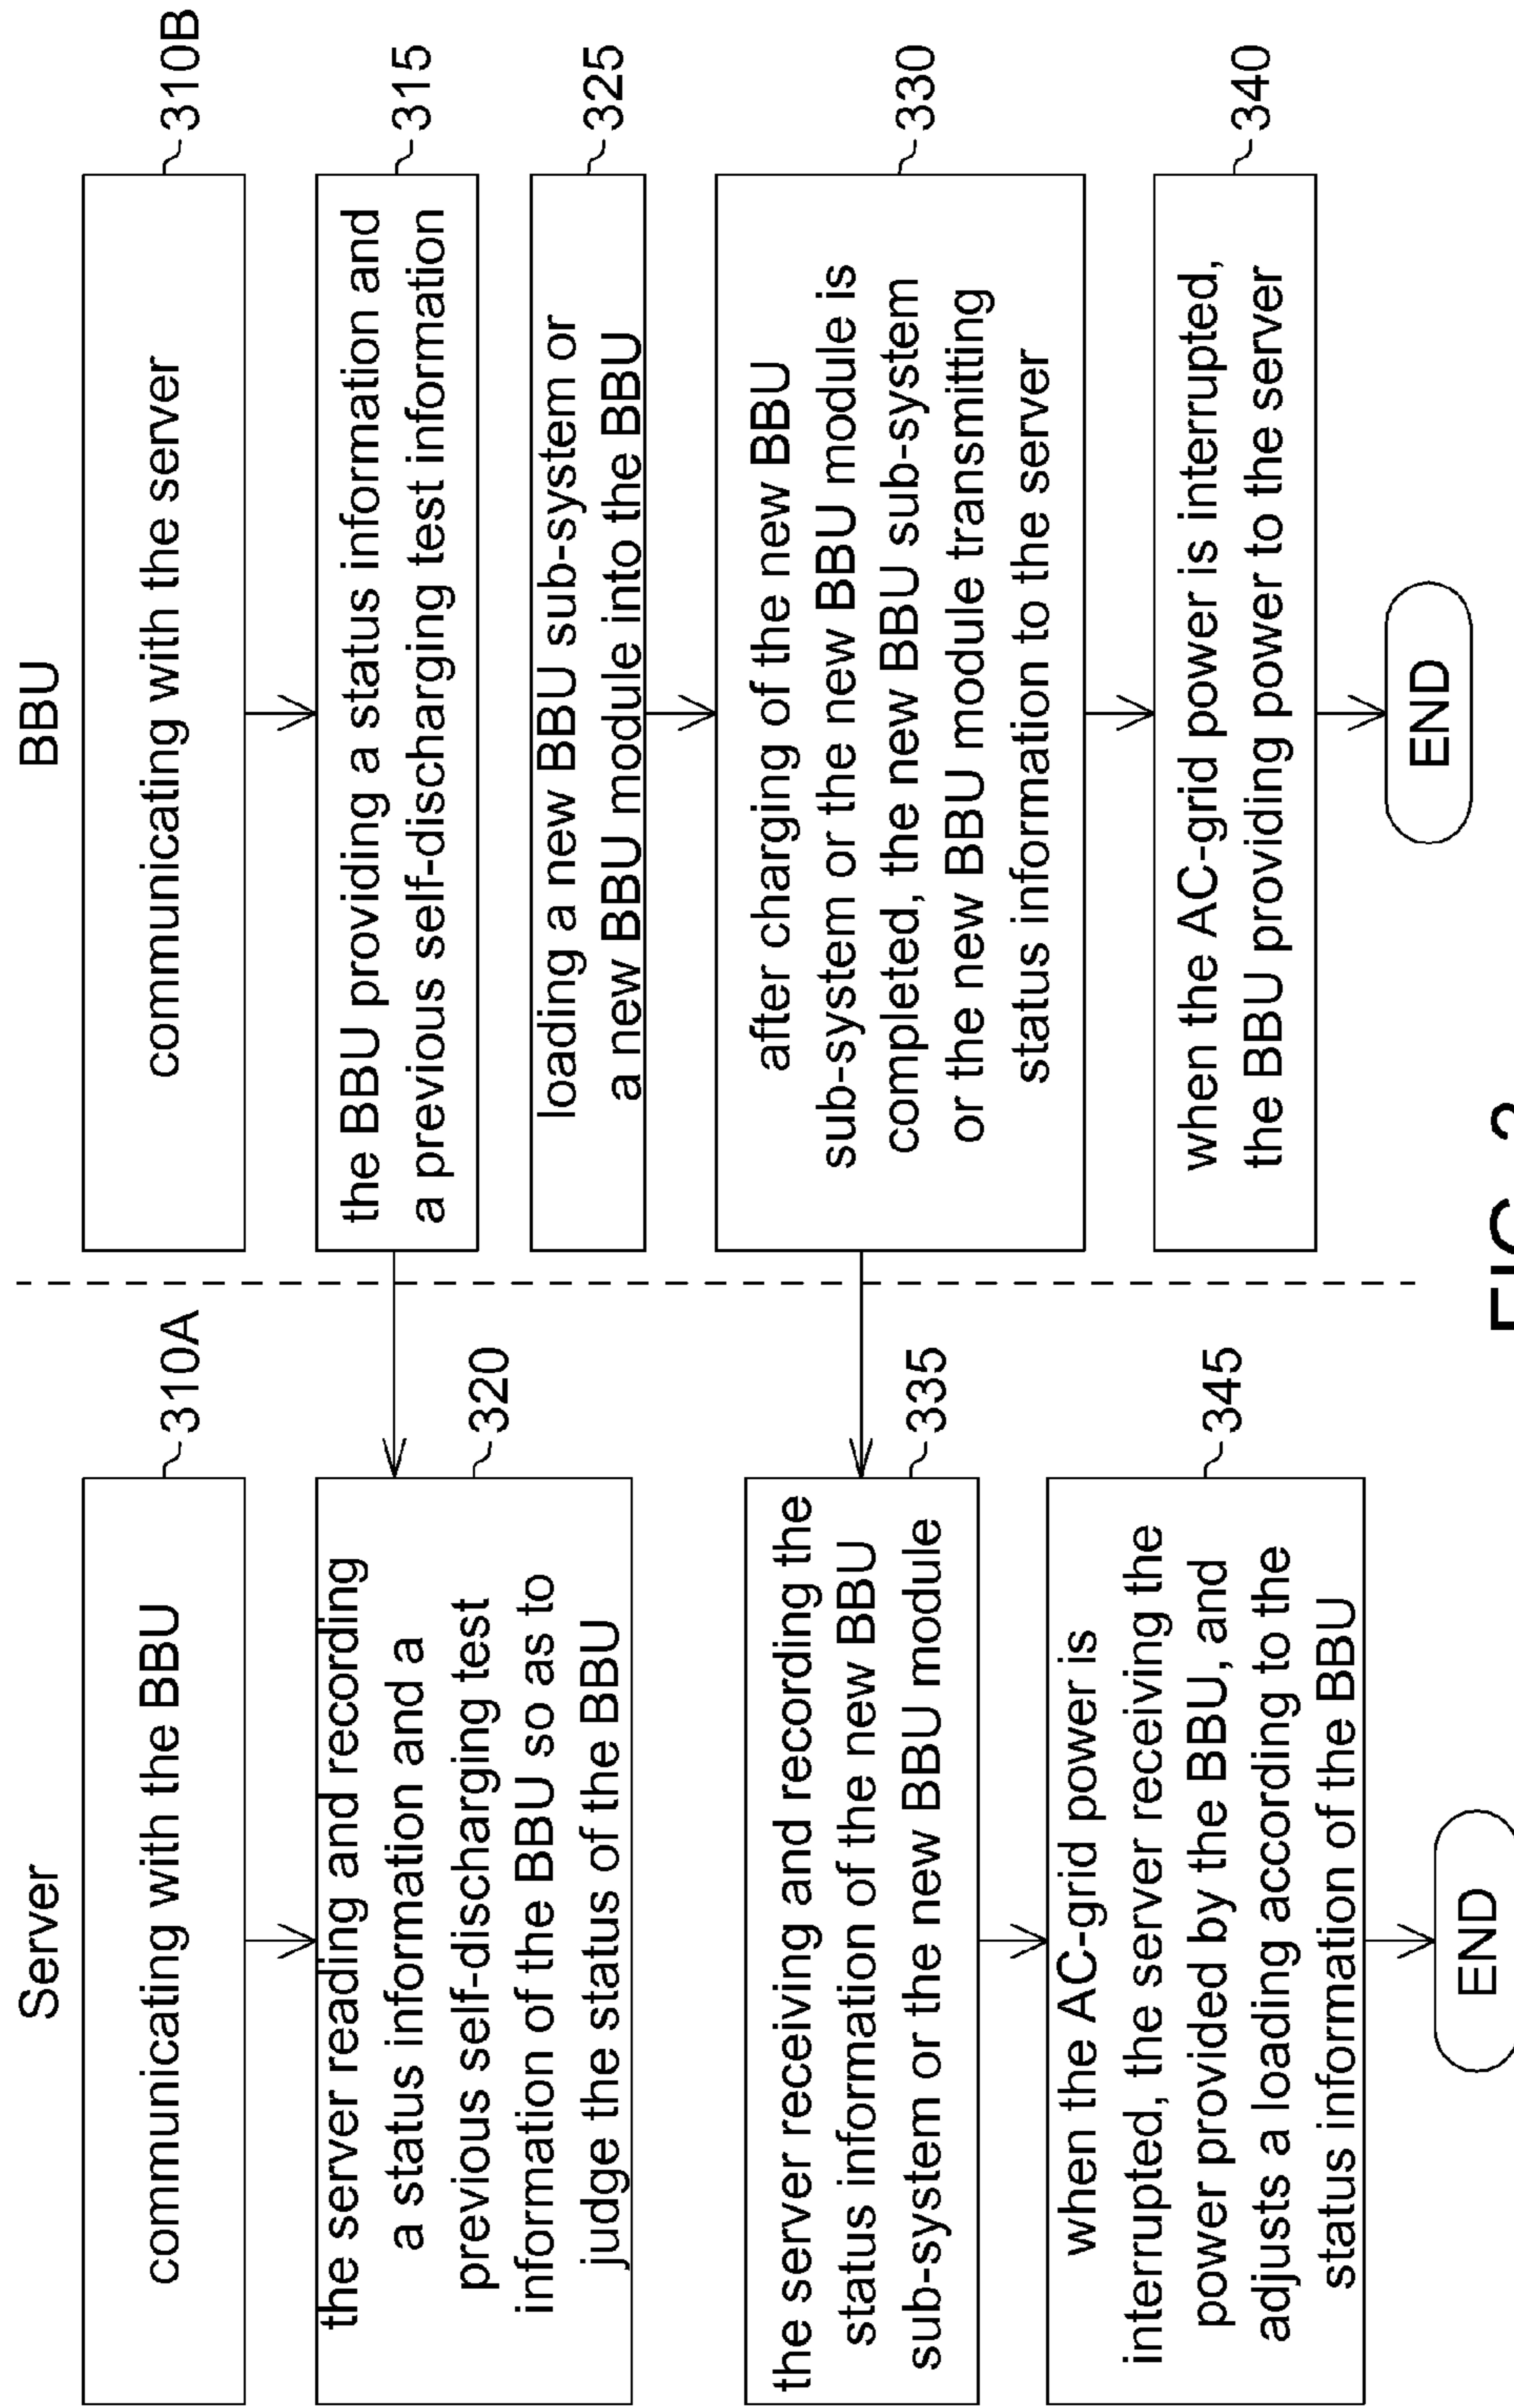 Server
communicating with the BBU
310A
the server reading and recording
a status information and a
previous self-discharging test
information of the BBU so as to
judge the status of the BBU
320
the server receiving and recording the
status information of the new BBU
sub-system or the new BBU module
335
when the AC-grid power is
interrupted, the server receiving the
power provided by the BBU, and
adjusts a loading according to the
status information of the BBU
345
END
BBU
communicating with the server
310B
the BBU providing a status information and
a previous self-discharging test information
315
loading a new BBU sub-system or
a new BBU module into the BBU
325
after charging of the new BBU
sub-system or the new BBU module is
completed, the new BBU sub-system
or the new BBU module transmitting
status information to the server
330
when the AC-grid power is interrupted,
the BBU providing power to the server
340
END